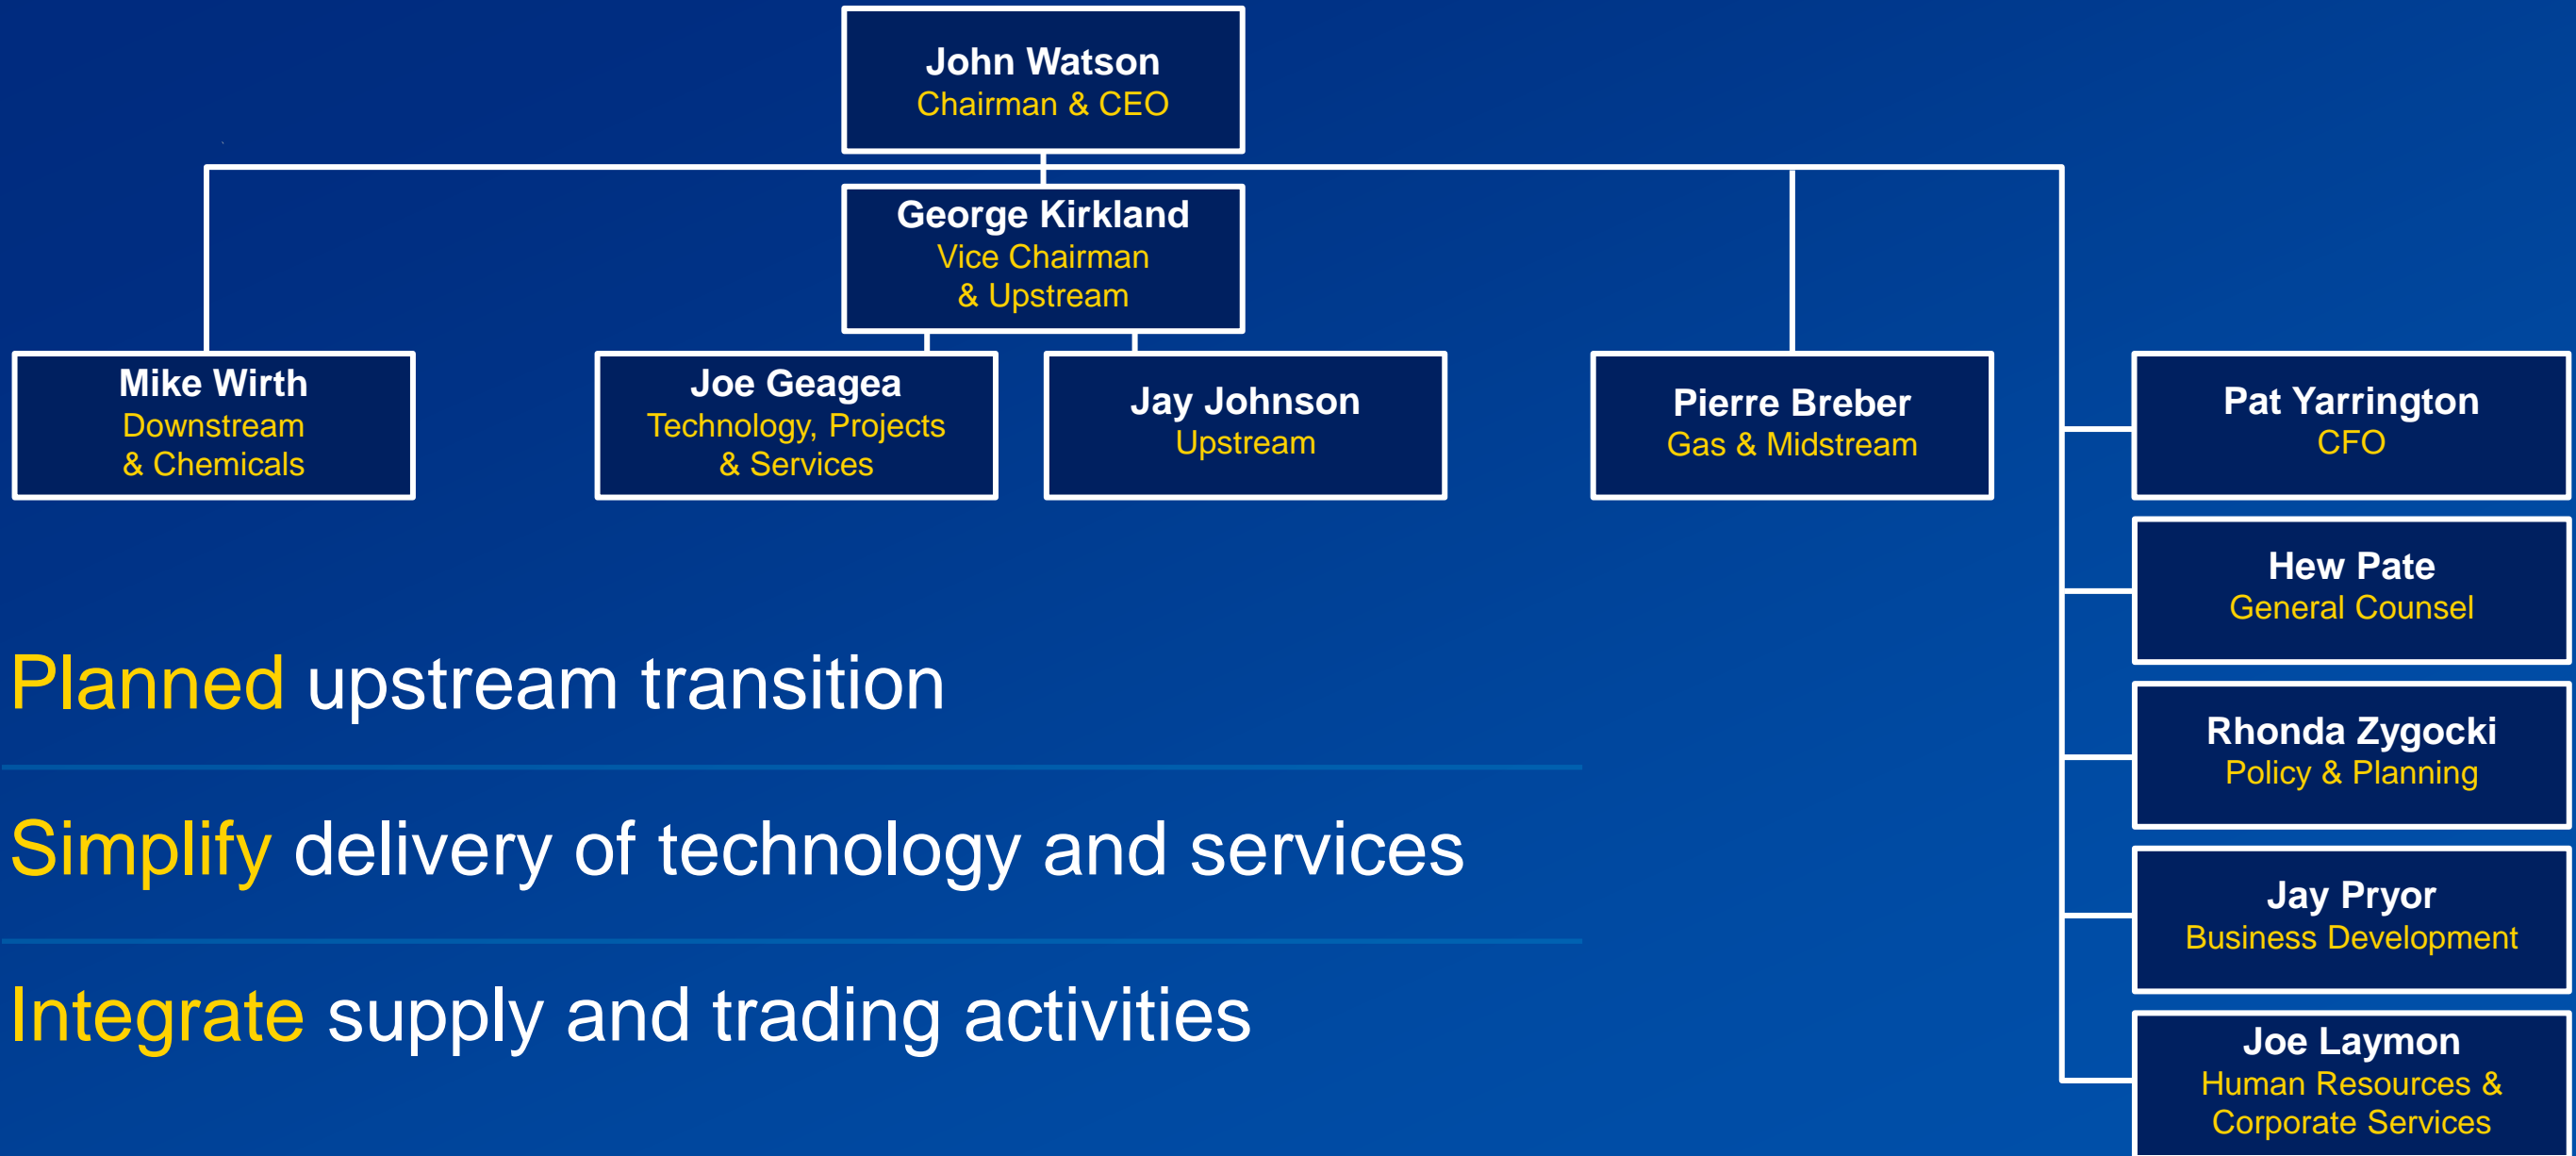 John Watson
Chairman & CEO
George Kirkland
Vice Chairman
& Upstream
Mike Wirth
Downstream
& Chemicals
Joe Geagea
Technology, Projects
& Services
Jay Johnson
Upstream
Pierre Breber
Gas & Midstream
Pat Yarrington
CFO
Hew Pate
General Counsel
Rhonda Zygocki
Policy & Planning
Jay Pryor
Business Development
Joe Laymon
Human Resources &
Corporate Services
Planned upstream transition
Simplify delivery of technology and services
Integrate supply and trading activities